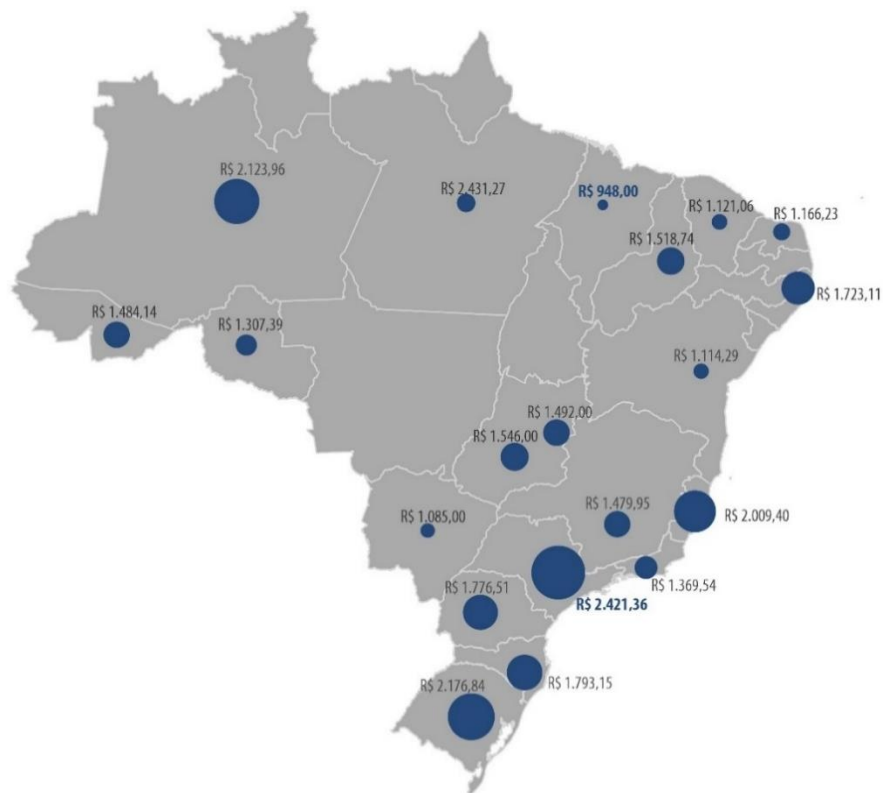 R$ 2.123,96
R$ 2.431,27
R$ 948,00
R$ 1.121,06
R$ 1.166,23
R$ 1.518,74
R$ 1.723,11
R$ 1.484,14
R$ 1.307,39
R$ 1.114,29
R$ 1.492,00
R$ 1.546,00
R$ 1.479,95
R$ 2.009,40
R$ 1.085,00
R$ 1.369,54
R$ 1.776,51
R$ 2.421,36
R$ 2.176,84
R$ 1.793,15